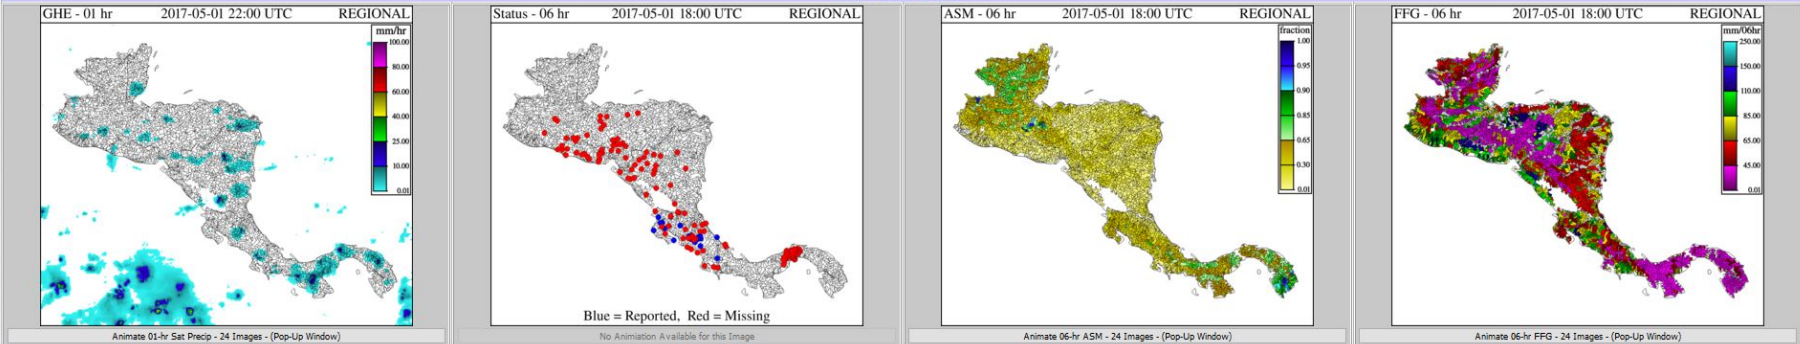 GHE - 01 hr 2017-05-01 22:00 UTC REGIONAL
mm/hr
100.00
80.00
60.00
40.00
25.00
10.00
0.01
Animate 01-hr Sat Precip - 24 Images - (Pop-Up Window)
Status - 06 hr 2017-05-01 18:00 UTC REGIONAL
Blue = Reported, Red = Missing
No Animation Available for this Image
ASM - 06 hr 2017-05-01 18:00 UTC REGIONAL
fraction
1.00
0.95
0.90
0.85
0.65
0.30
0.01
Animate 06-hr ASM - 24 Images - (Pop-Up Window)
FFG - 06 hr 2017-05-01 18:00 UTC REGIONAL
mm/06hr
250.00
150.00
110.00
85.00
65.00
45.00
0.01
Animate 06-hr FFG - 24 Images - (Pop-Up Window)